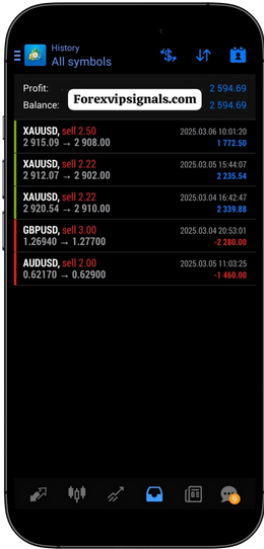 History
All symbols
Profit: 2 594.69
Forexvipsignals.com
Balance: 2 594.69
XAUUSD, sell 2.50 2025.03.06 10:01:20
2 915.09 → 2 908.00 1 772.50
XAUUSD, sell 2.22 2025.03.05 15:44:07
2 912.07 → 2 902.00 2 235.54
XAUUSD, sell 2.22 2025.03.04 16:42:47
2 920.54 → 2 910.00 2 339.88
GBPUSD, sell 3.00 2025.03.04 20:53:01
1.26940 → 1.27700 -2 280.00
AUDUSD, sell 2.00 2025.03.05 11:03:25
0.62170 → 0.62900 -1 460.00